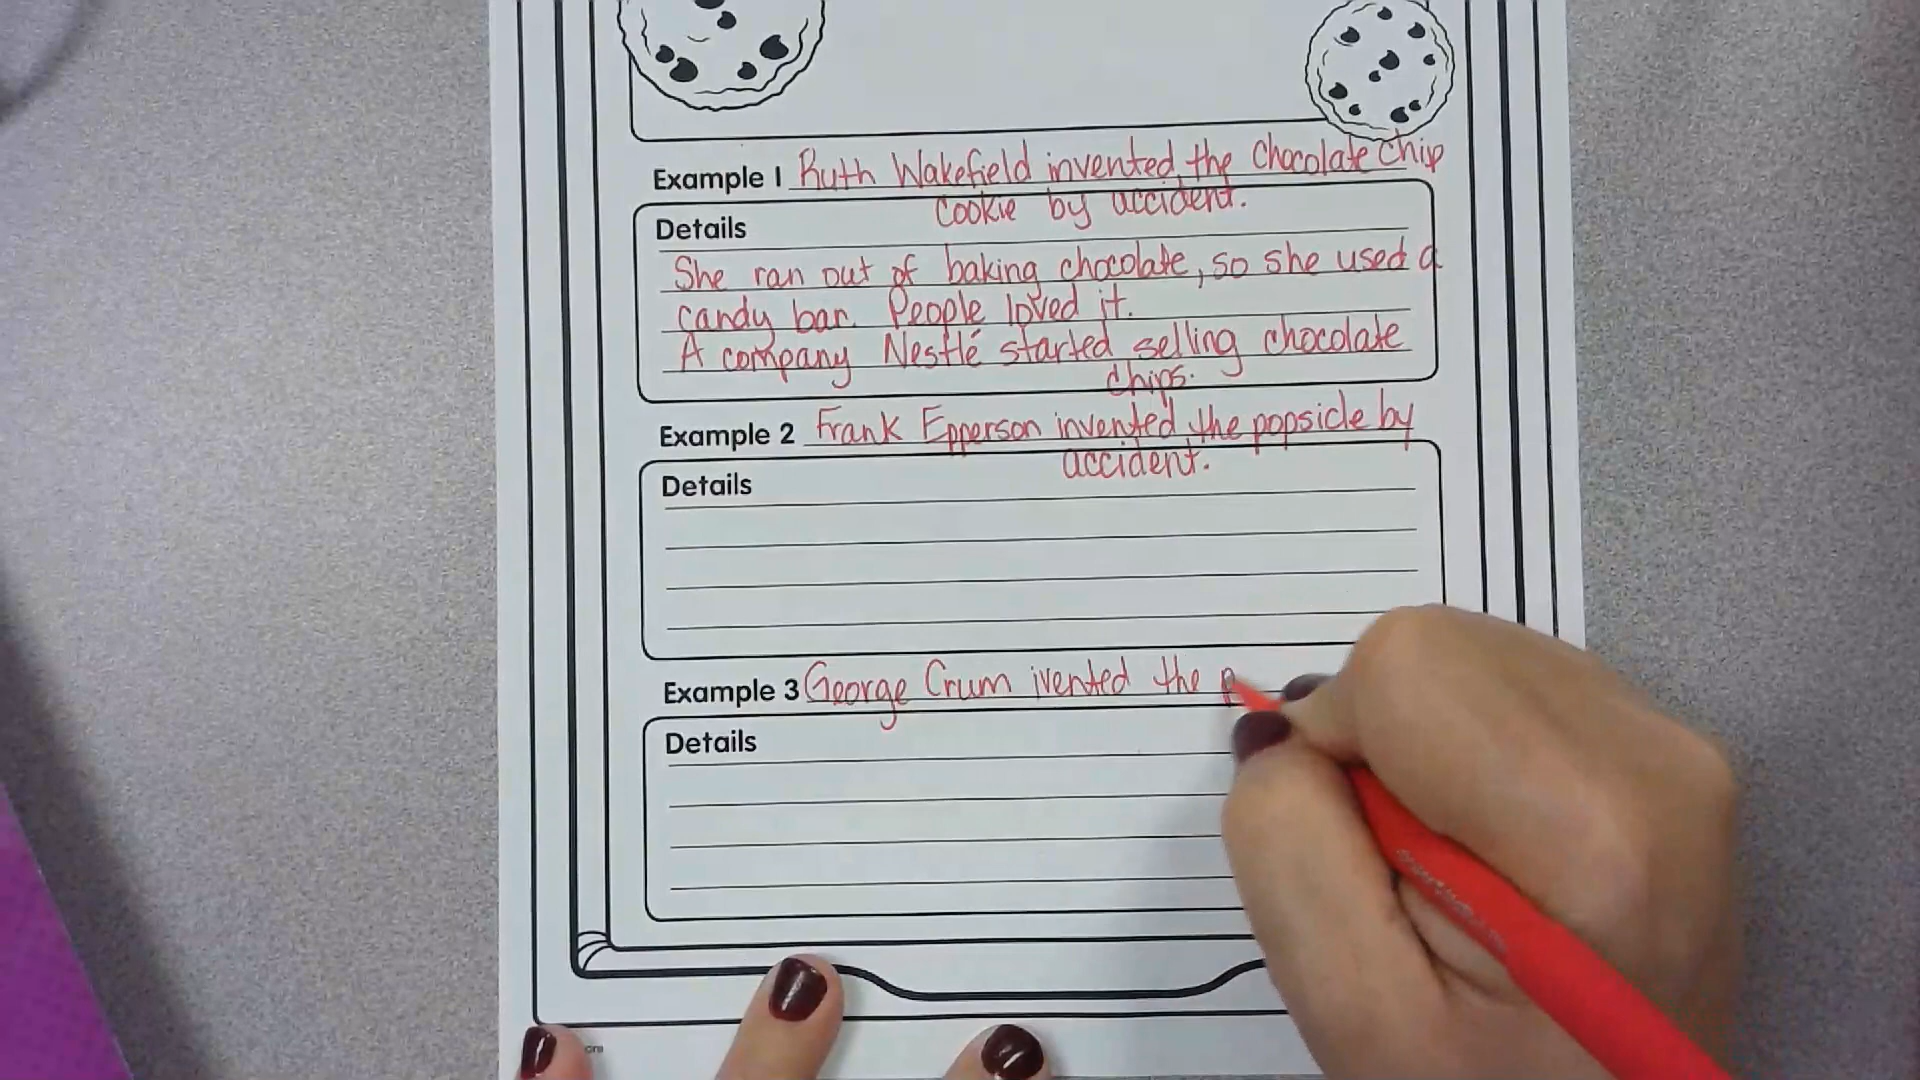 Example 1 Ruth Wakefield invented the chocolate chip
cookie by accident.
Details
She ran out of baking chocolate, so she used a
candy bar. People loved it.
A company Nestlé started selling chocolate
chips.
Example 2 Frank Epperson invented the popsicle by
accident.
Details
Example 3 George Crum ivented the p
Details